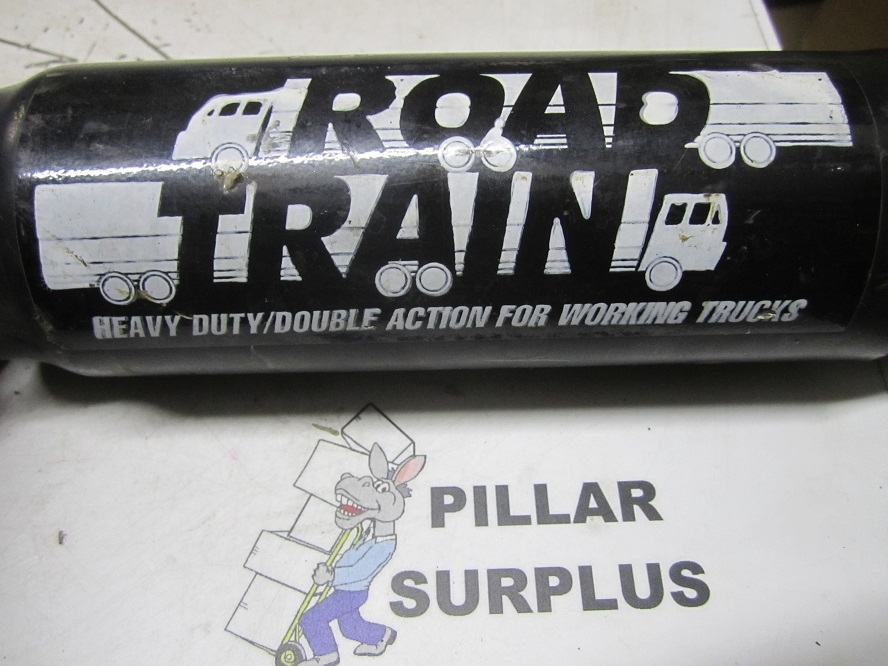 ROAD
TRAIN
HEAVY DUTY/DOUBLE ACTION FOR WORKING TRUCKS
PILLAR
SURPLUS